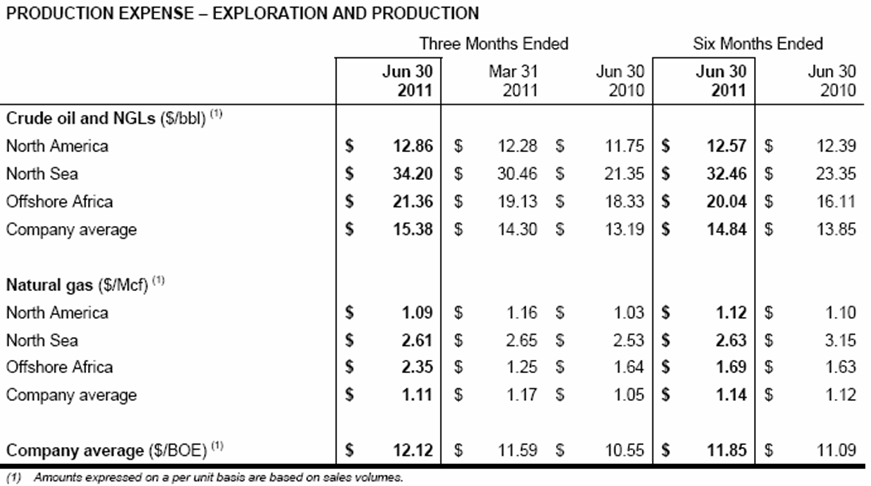 PRODUCTION EXPENSE – EXPLORATION AND PRODUCTION
Three Months Ended Six Months Ended
Jun 30 Mar 31 Jun 30 Jun 30 Jun 30
2011 2011 2010 2011 2010
Crude oil and NGLs ($/bbl) (1)
North America $ 12.86 $ 12.28 $ 11.75 $ 12.57 $ 12.39
North Sea $ 34.20 $ 30.46 $ 21.35 $ 32.46 $ 23.35
Offshore Africa $ 21.36 $ 19.13 $ 18.33 $ 20.04 $ 16.11
Company average $ 15.38 $ 14.30 $ 13.19 $ 14.84 $ 13.85
Natural gas ($/Mcf) (1)
North America $ 1.09 $ 1.16 $ 1.03 $ 1.12 $ 1.10
North Sea $ 2.61 $ 2.65 $ 2.53 $ 2.63 $ 3.15
Offshore Africa $ 2.35 $ 1.25 $ 1.64 $ 1.69 $ 1.63
Company average $ 1.11 $ 1.17 $ 1.05 $ 1.14 $ 1.12
Company average ($/BOE) (1) $ 12.12 $ 11.59 $ 10.55 $ 11.85 $ 11.09
(1) Amounts expressed on a per unit basis are based on sales volumes.